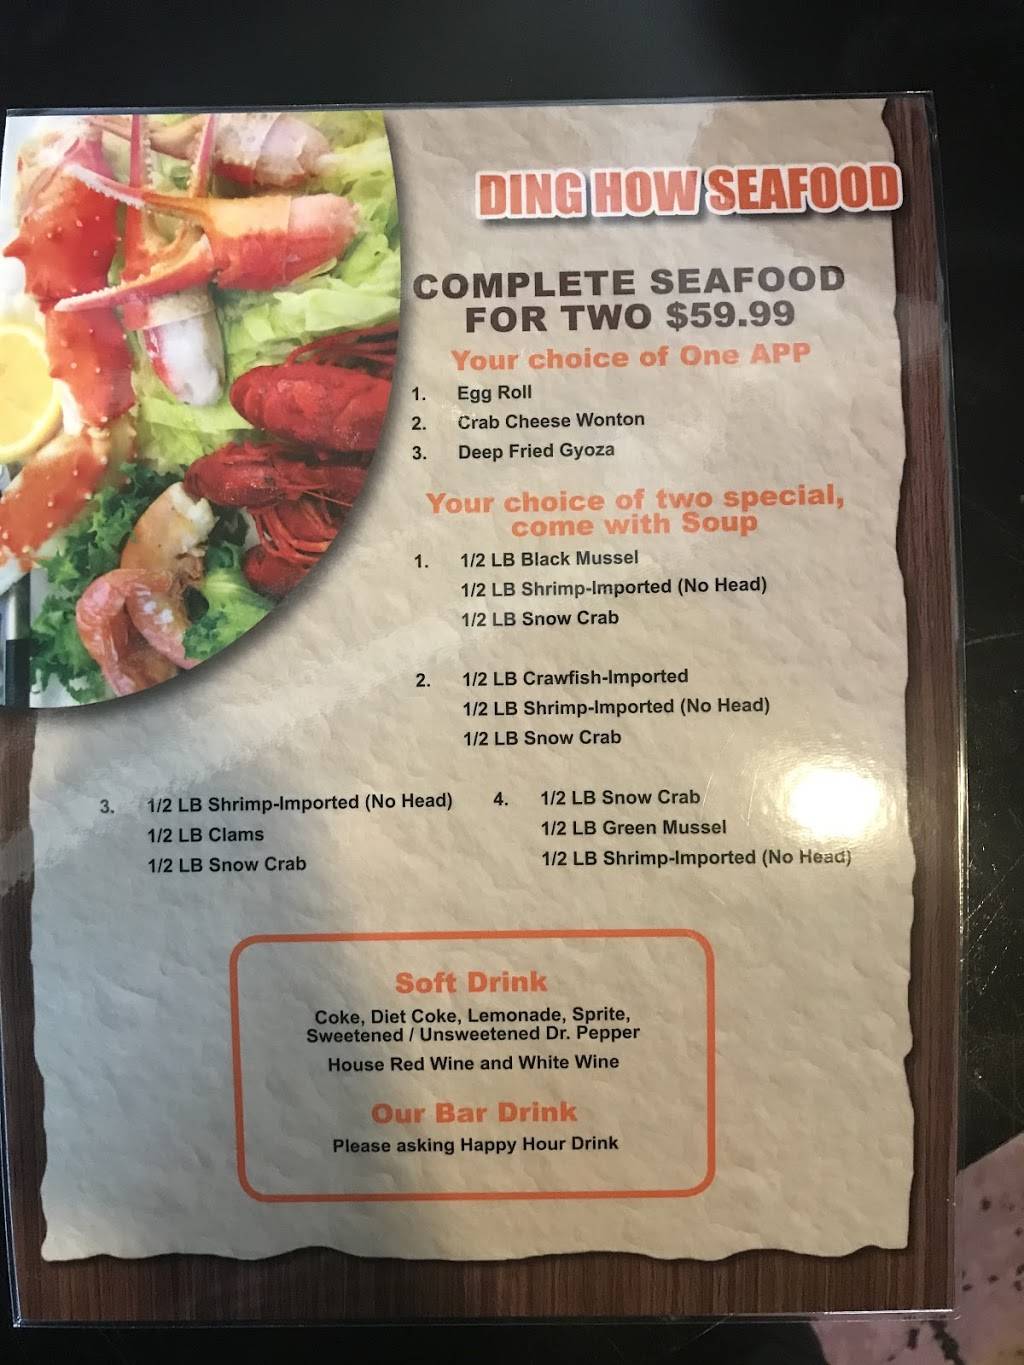 DING HOW SEAFOOD
COMPLETE SEAFOOD
FOR TWO $59.99
Your choice of One APP
1. Egg Roll
2. Crab Cheese Wonton
3. Deep Fried Gyoza
Your choice of two special,
come with Soup
1. 1/2 LB Black Mussel
1/2 LB Shrimp-Imported (No Head)
1/2 LB Snow Crab
2. 1/2 LB Crawfish-Imported
1/2 LB Shrimp-Imported (No Head)
1/2 LB Snow Crab
3. 1/2 LB Shrimp-Imported (No Head)
1/2 LB Clams
1/2 LB Snow Crab
4. 1/2 LB Snow Crab
1/2 LB Green Mussel
1/2 LB Shrimp-Imported (No Head)
Soft Drink
Coke, Diet Coke, Lemonade, Sprite,
Sweetened / Unsweetened Dr. Pepper
House Red Wine and White Wine
Our Bar Drink
Please asking Happy Hour Drink